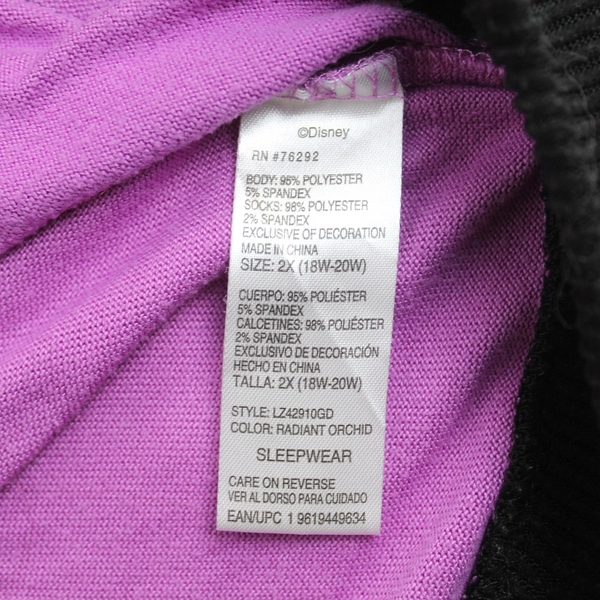 ©Disney
RN #76292
BODY: 95% POLYESTER
5% SPANDEX
SOCKS: 98% POLYESTER
2% SPANDEX
EXCLUSIVE OF DECORATION
MADE IN CHINA
SIZE: 2X (18W-20W)
CUERPO: 95% POLIÉSTER
5% SPANDEX
CALCETINES: 98% POLIÉSTER
2% SPANDEX
EXCLUSIVO DE DECORACIÓN
HECHO EN CHINA
TALLA: 2X (18W-20W)
STYLE: LZ42910GD
COLOR: RADIANT ORCHID
SLEEPWEAR
CARE ON REVERSE
VER AL DORSO PARA CUIDADO
EAN/UPC 1 9619449634